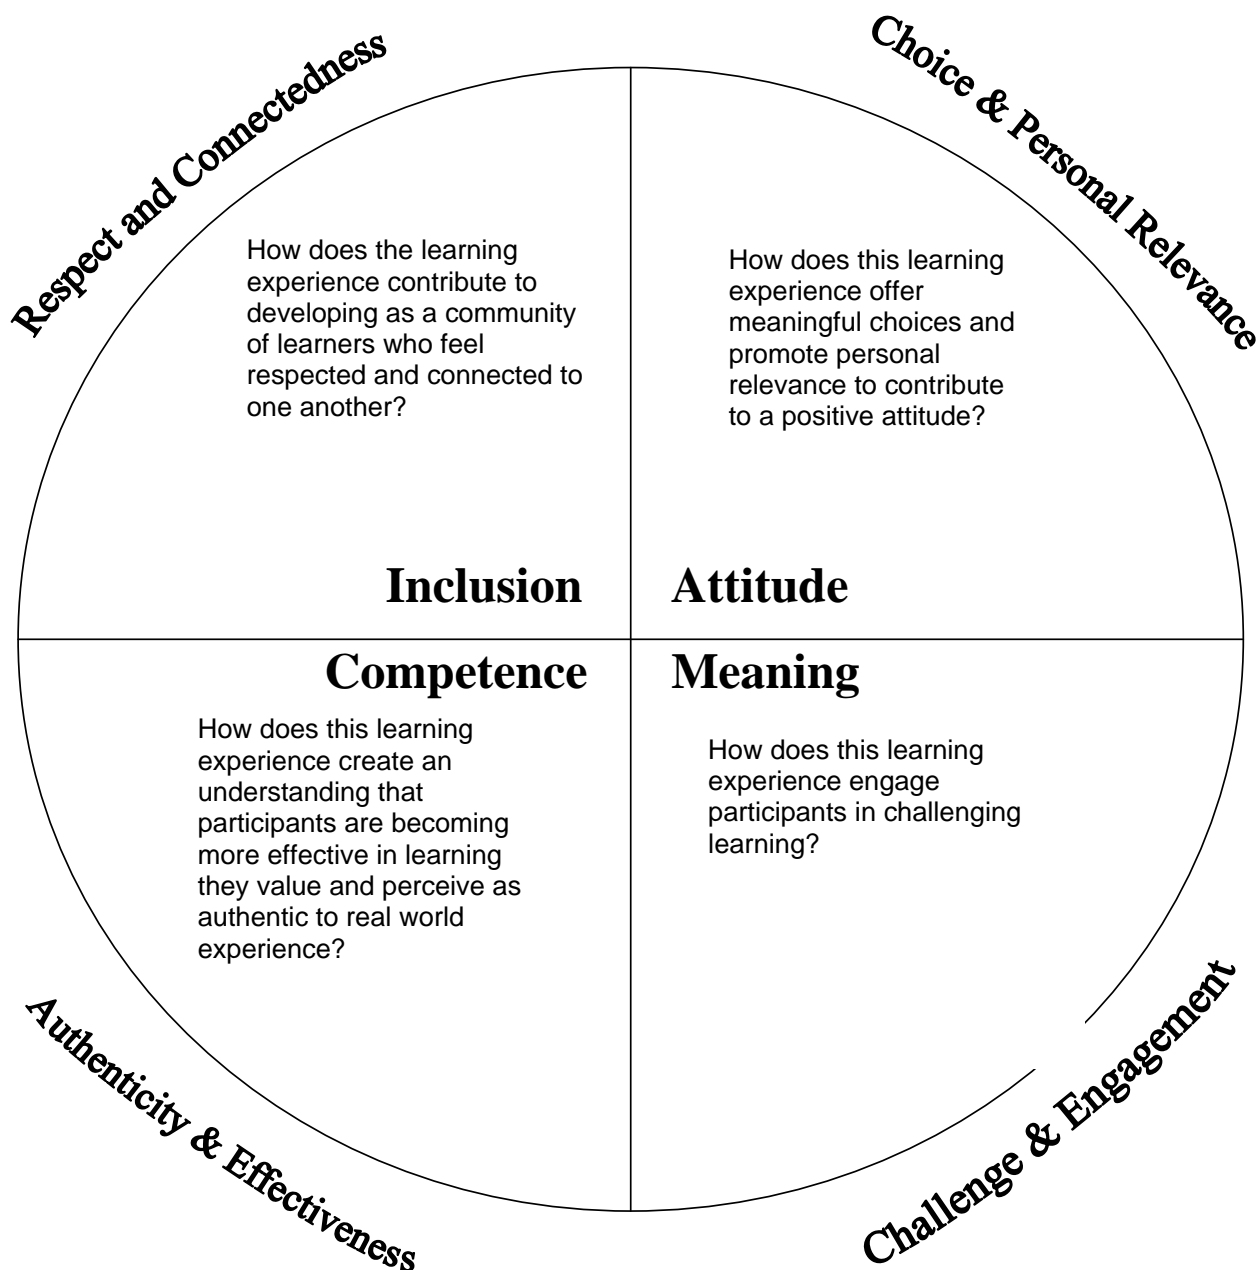 Respect and Connectedness
Choice & Personal Relevance
How does the learning
experience contribute to
developing as a community
of learners who feel
respected and connected to
one another?
How does this learning
experience offer
meaningful choices and
promote personal
relevance to contribute
to a positive attitude?
Inclusion
Attitude
Competence
Meaning
How does this learning
experience create an
understanding that
participants are becoming
more effective in learning
they value and perceive as
authentic to real world
experience?
How does this learning
experience engage
participants in challenging
learning?
Authenticity & Effectiveness
Challenge & Engagement